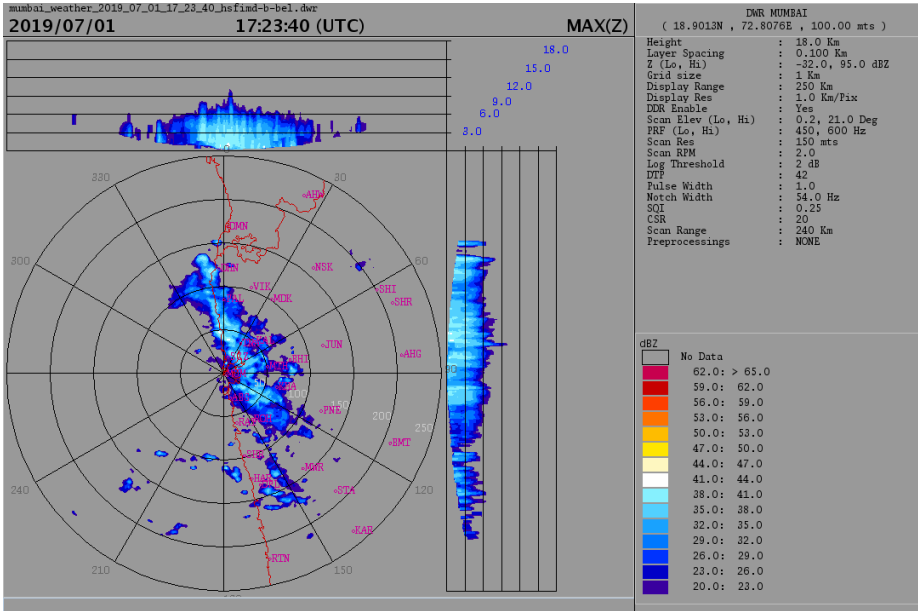 mumbai_weather_2019_07_01_17_23_40_hsfimd-b-bel.dwr
2019/07/01 17:23:40 (UTC) MAX(Z)
18.0
15.0
12.0
9.0
6.0
3.0
0
330
30
AHW
DMN
300
60
NSK
VIK
MDK
SHI
SHR
JUN
AHG
50
100
150
PNE
200
250
BMT
MWR
240
120
STA
KAR
RTN
210
150
DWR MUMBAI
( 18.9013N , 72.8076E , 100.00 mts )
Height : 18.0 Km
Layer Spacing : 0.100 Km
Z (Lo, Hi) : -32.0, 95.0 dBZ
Grid size : 1 Km
Display Range : 250 Km
Display Res : 1.0 Km/Pix
DDR Enable : Yes
Scan Elev (Lo, Hi) : 0.2, 21.0 Deg
PRF (Lo, Hi) : 450, 600 Hz
Scan Res : 150 mts
Scan RPM : 2.0
Log Threshold : 2 dB
DTP : 42
Pulse Width : 1.0
Notch Width : 54.0 Hz
SQI : 0.25
CSR : 20
Scan Range : 240 Km
Preprocessings : NONE
dBZ
No Data
62.0: > 65.0
59.0: 62.0
56.0: 59.0
53.0: 56.0
50.0: 53.0
47.0: 50.0
44.0: 47.0
41.0: 44.0
38.0: 41.0
35.0: 38.0
32.0: 35.0
29.0: 32.0
26.0: 29.0
23.0: 26.0
20.0: 23.0